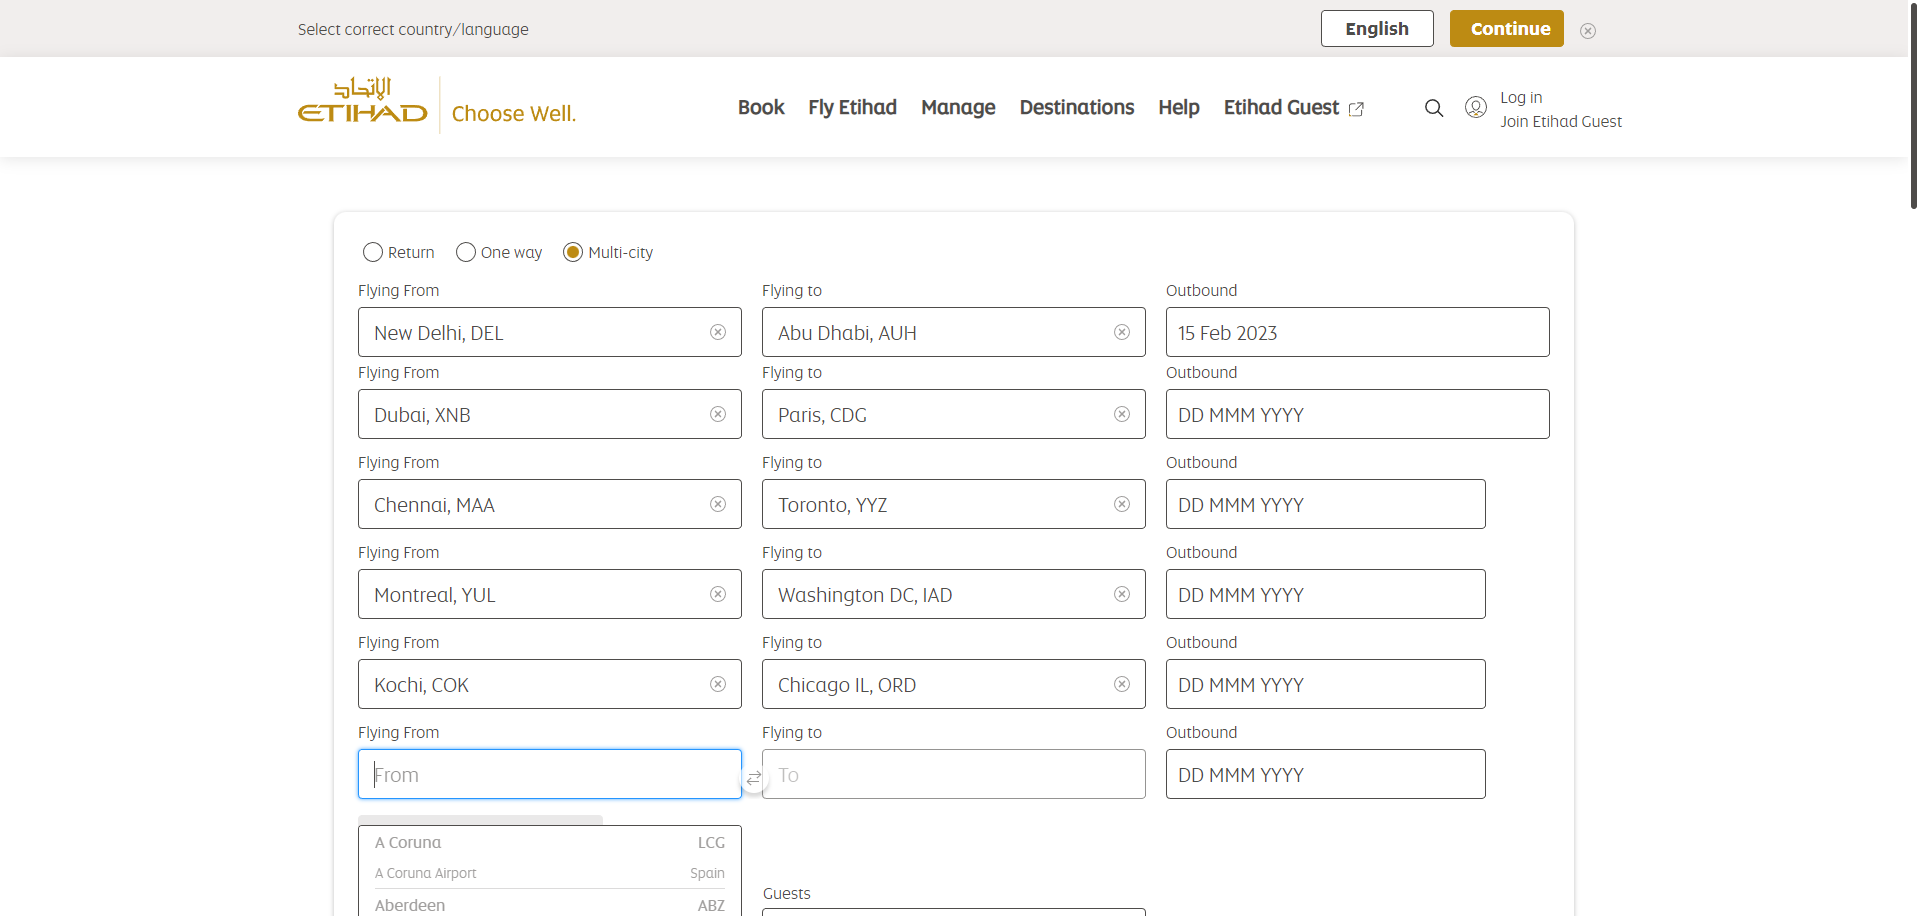 Select correct country/language
English
Continue
الإتحاد
ETIHAD
Choose Well.
Book
Fly Etihad
Manage
Destinations
Help
Etihad Guest
Log in
Join Etihad Guest
Return
One way
Multi-city
Flying From
Flying to
Outbound
New Delhi, DEL
Abu Dhabi, AUH
15 Feb 2023
Flying From
Flying to
Outbound
Dubai, XNB
Paris, CDG
DD MMM YYYY
Flying From
Flying to
Outbound
Chennai, MAA
Toronto, YYZ
DD MMM YYYY
Flying From
Flying to
Outbound
Montreal, YUL
Washington DC, IAD
DD MMM YYYY
Flying From
Flying to
Outbound
Kochi, COK
Chicago IL, ORD
DD MMM YYYY
Flying From
Flying to
Outbound
From
To
DD MMM YYYY
A Coruna
LCG
A Coruna Airport
Spain
Aberdeen
ABZ
Guests